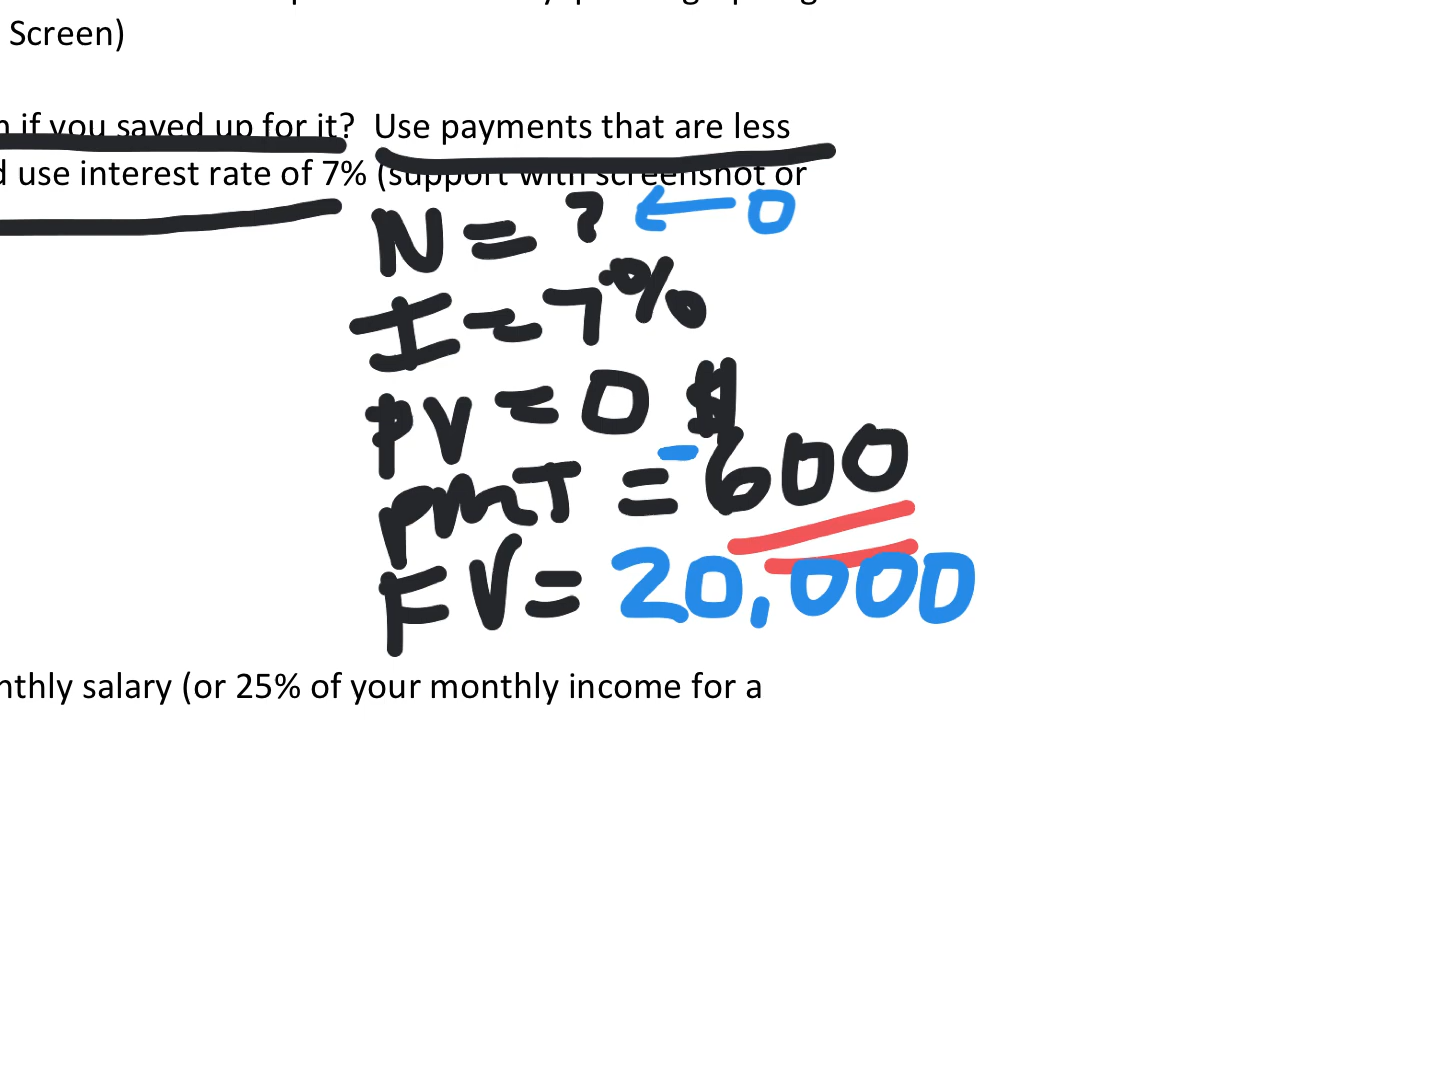 Screen)
if you saved up for it? Use payments that are less
use interest rate of 7% (support with screenshot or
N = ? ← 0
I = 7%
PV = 0 $
PMT = -600
FV = 20,000
salary (or 25% of your monthly income for a